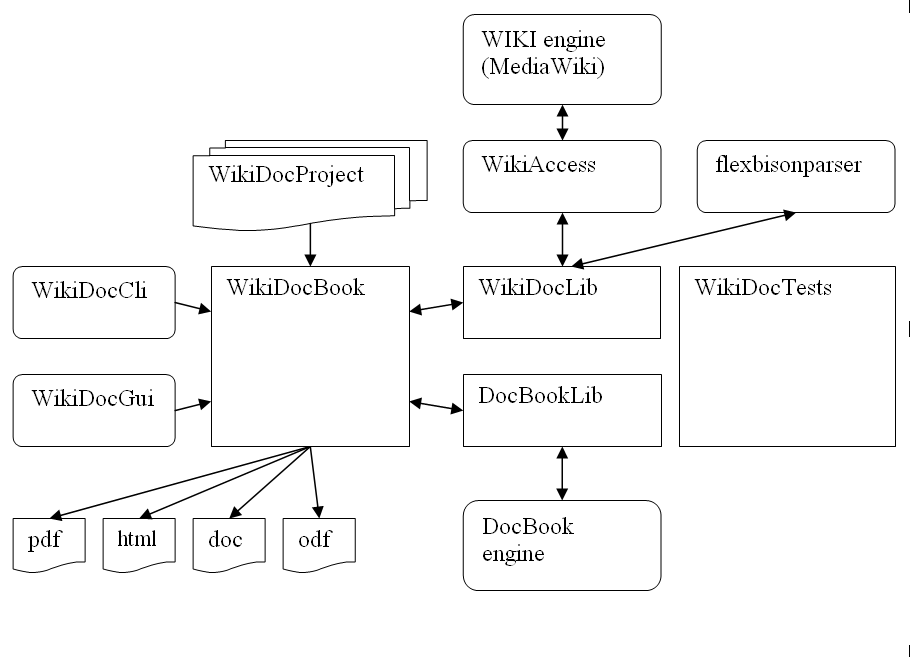 WIKI engine
(MediaWiki)
WikiDocProject
WikiAccess
flexbisonparser
WikiDocCli
WikiDocBook
WikiDocLib
WikiDocTests
WikiDocGui
DocBookLib
pdf
html
doc
odf
DocBook
engine